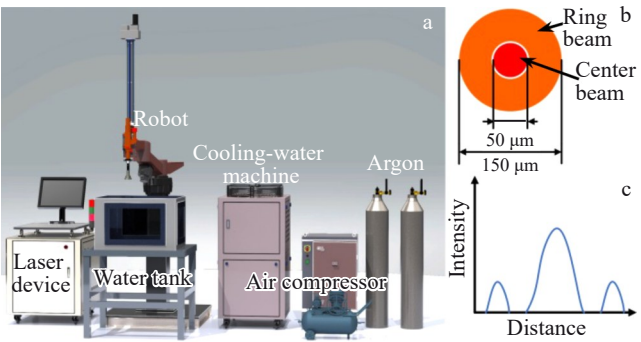 a
Robot
Cooling-water
machine
Argon
Laser
device
Water tank
Air compressor
b
Ring
beam
Center
beam
50 μm
150 μm
c
Intensity
Distance